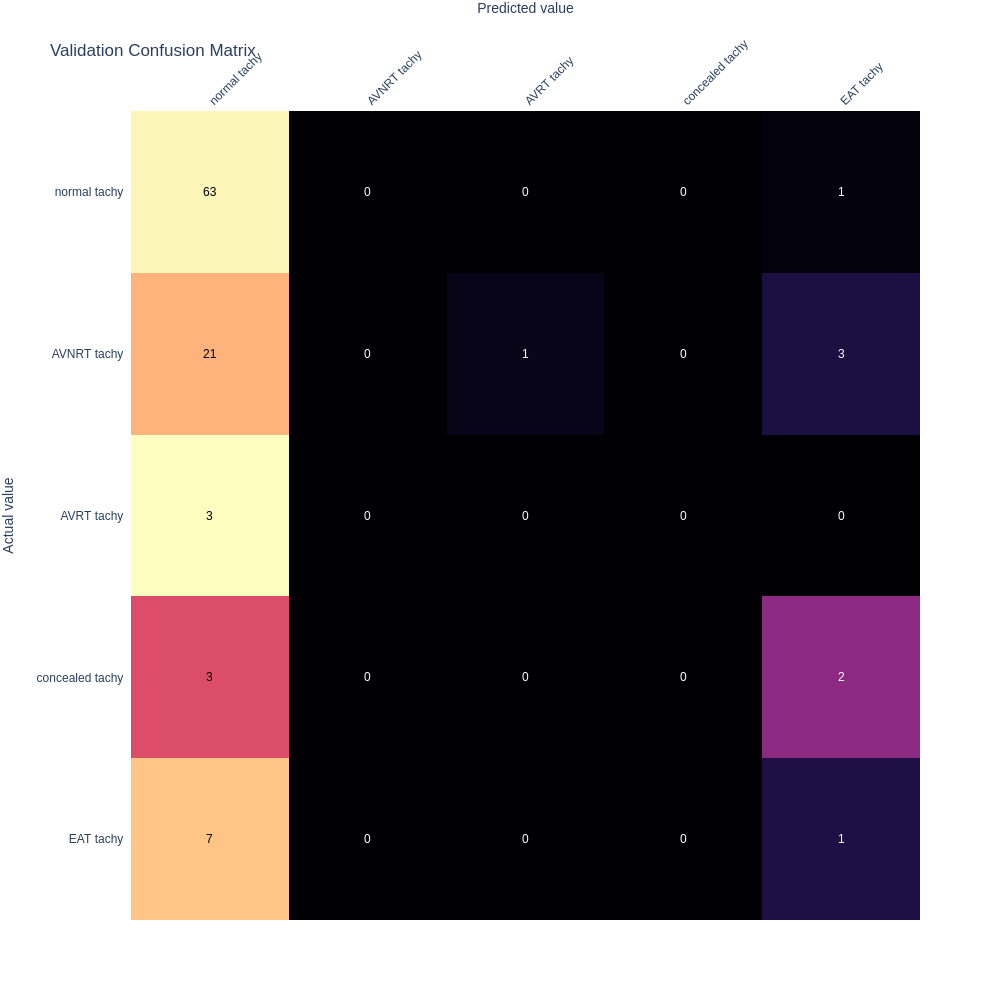 Predicted value
Validation Confusion Matrix
normal tachy AVNRT tachy AVRT tachy concealed tachy EAT tachy
normal tachy 63 0 0 0 1
AVNRT tachy 21 0 1 0 3
AVRT tachy 3 0 0 0 0
Actual value
concealed tachy 3 0 0 0 2
EAT tachy 7 0 0 0 1